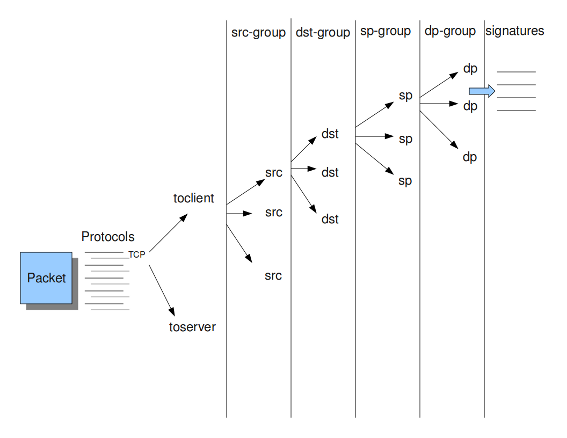 src-group
dst-group
sp-group
dp-group
signatures
dp
dp
dp
sp
sp
sp
dst
dst
dst
src
src
src
toclient
toserver
Protocols
TCP
Packet